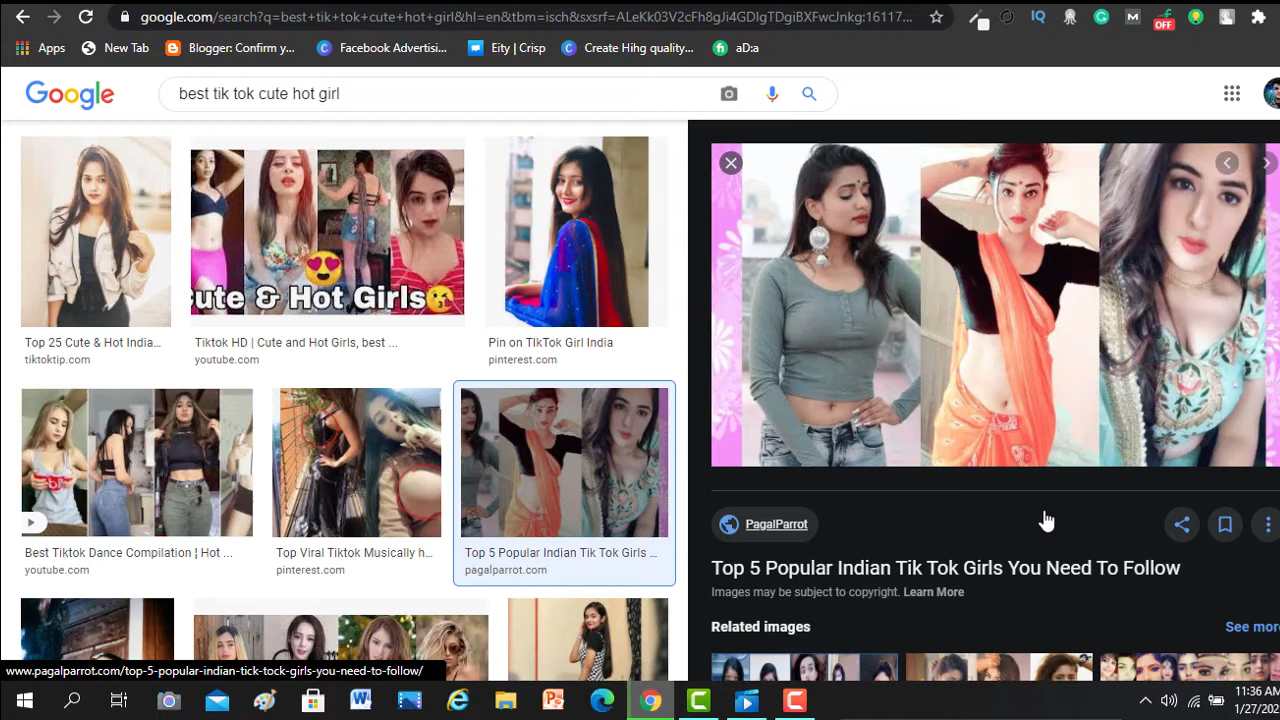 google.com/search?q=best+tik+tok+cute+hot+girl&hl=en&tbm=isch&sxsrf=ALeKk03V2cFh8gJi4GDIgTDgiBXFwcJnkg:16117...
IQ
M
OFF
Apps
New Tab
Blogger: Confirm y...
Facebook Advertisi...
Eity | Crisp
Create Hihg quality...
fi
aD:a
Google
best tik tok cute hot girl
cute & Hot Girls
Top 25 Cute & Hot India...
tiktoktip.com
Tiktok HD | Cute and Hot Girls, best ...
youtube.com
Pin on TIkTok Girl India
pinterest.com
Best Tiktok Dance Compilation ¦ Hot ...
youtube.com
Top Viral Tiktok Musically h...
pinterest.com
Top 5 Popular Indian Tik Tok Girls ...
pagalparrot.com
PagalParrot
Top 5 Popular Indian Tik Tok Girls You Need To Follow
Images may be subject to copyright. Learn More
Related images
See more
www.pagalparrot.com/top-5-popular-indian-tick-tock-girls-you-need-to-follow/
11:36 AM
1/27/202